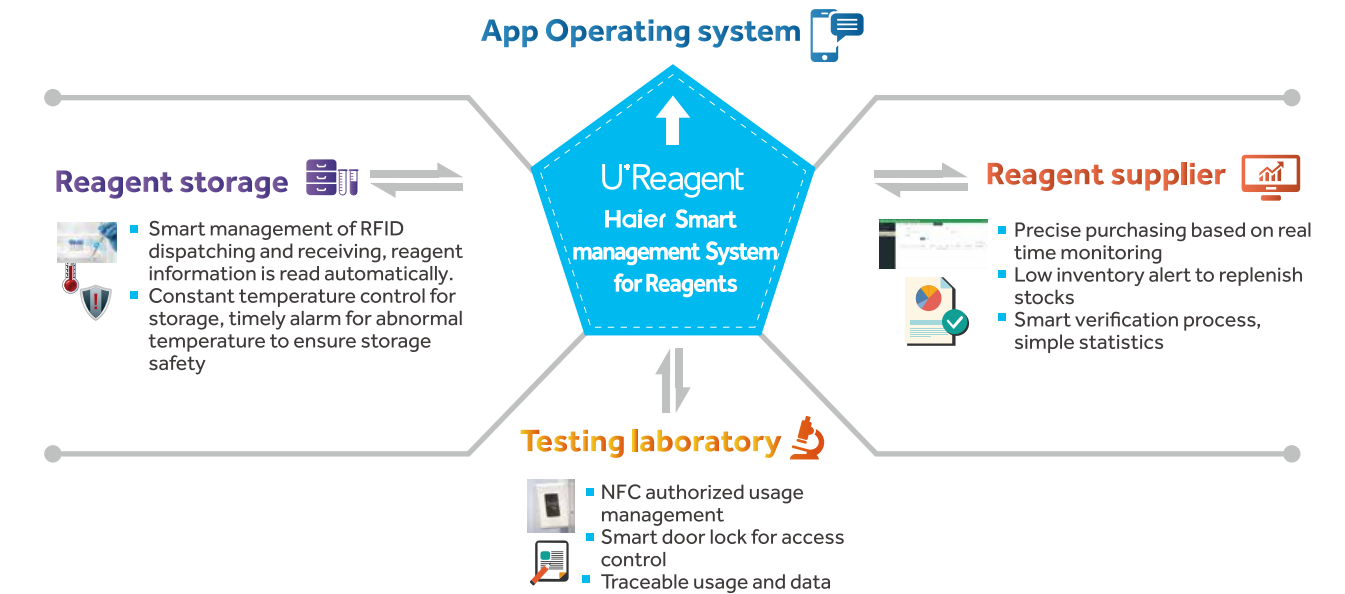 App Operating system
Reagent storage
Smart management of RFID
dispatching and receiving, reagent
information is read automatically.
Constant temperature control for
storage, timely alarm for abnormal
temperature to ensure storage
safety
U+Reagent
Haier Smart
management System
for Reagents
Reagent supplier
Precise purchasing based on real
time monitoring
Low inventory alert to replenish
stocks
Smart verification process,
simple statistics
Testing laboratory
NFC authorized usage
management
Smart door lock for access
control
Traceable usage and data